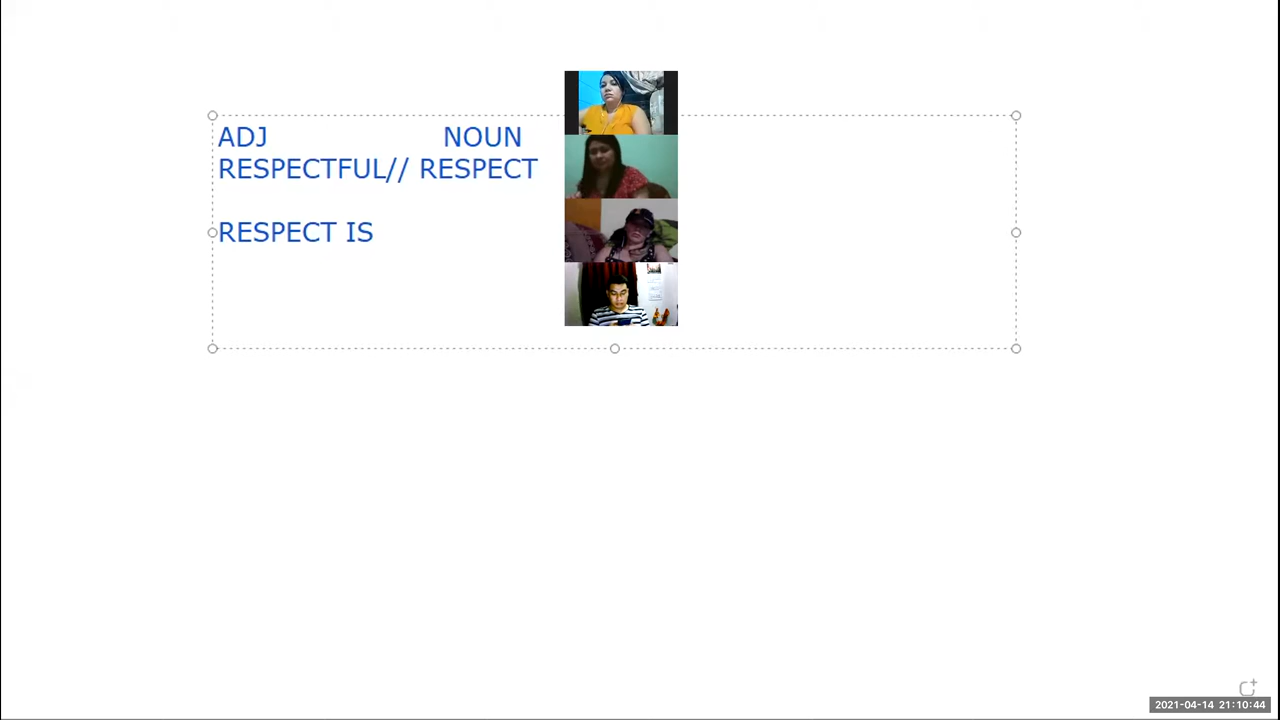 ADJ NOUN
RESPECTFUL// RESPECT
RESPECT IS
2021-04-14 21:10:44